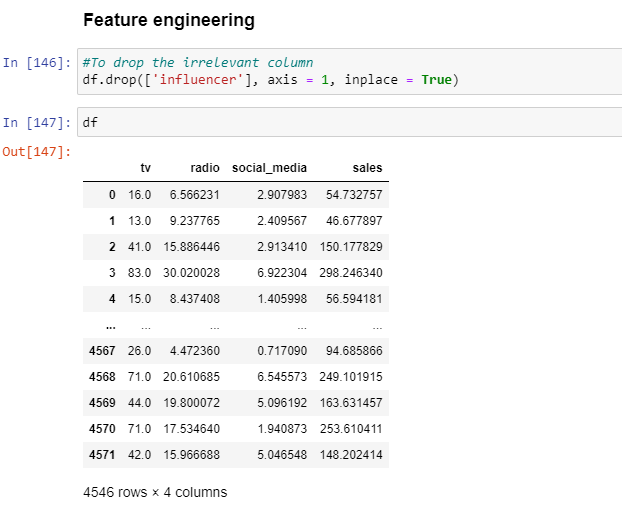 Feature engineering
In [146]: #To drop the irrelevant column
df.drop(['influencer'], axis = 1, inplace = True)
In [147]: df
Out[147]:
tv radio social_media sales
0 16.0 6.566231 2.907983 54.732757
1 13.0 9.237765 2.409567 46.677897
2 41.0 15.886446 2.913410 150.177829
3 83.0 30.020028 6.922304 298.246340
4 15.0 8.437408 1.405998 56.594181
... ... ... ... ...
4567 26.0 4.472360 0.717090 94.685866
4568 71.0 20.610685 6.545573 249.101915
4569 44.0 19.800072 5.096192 163.631457
4570 71.0 17.534640 1.940873 253.610411
4571 42.0 15.966688 5.046548 148.202414
4546 rows × 4 columns